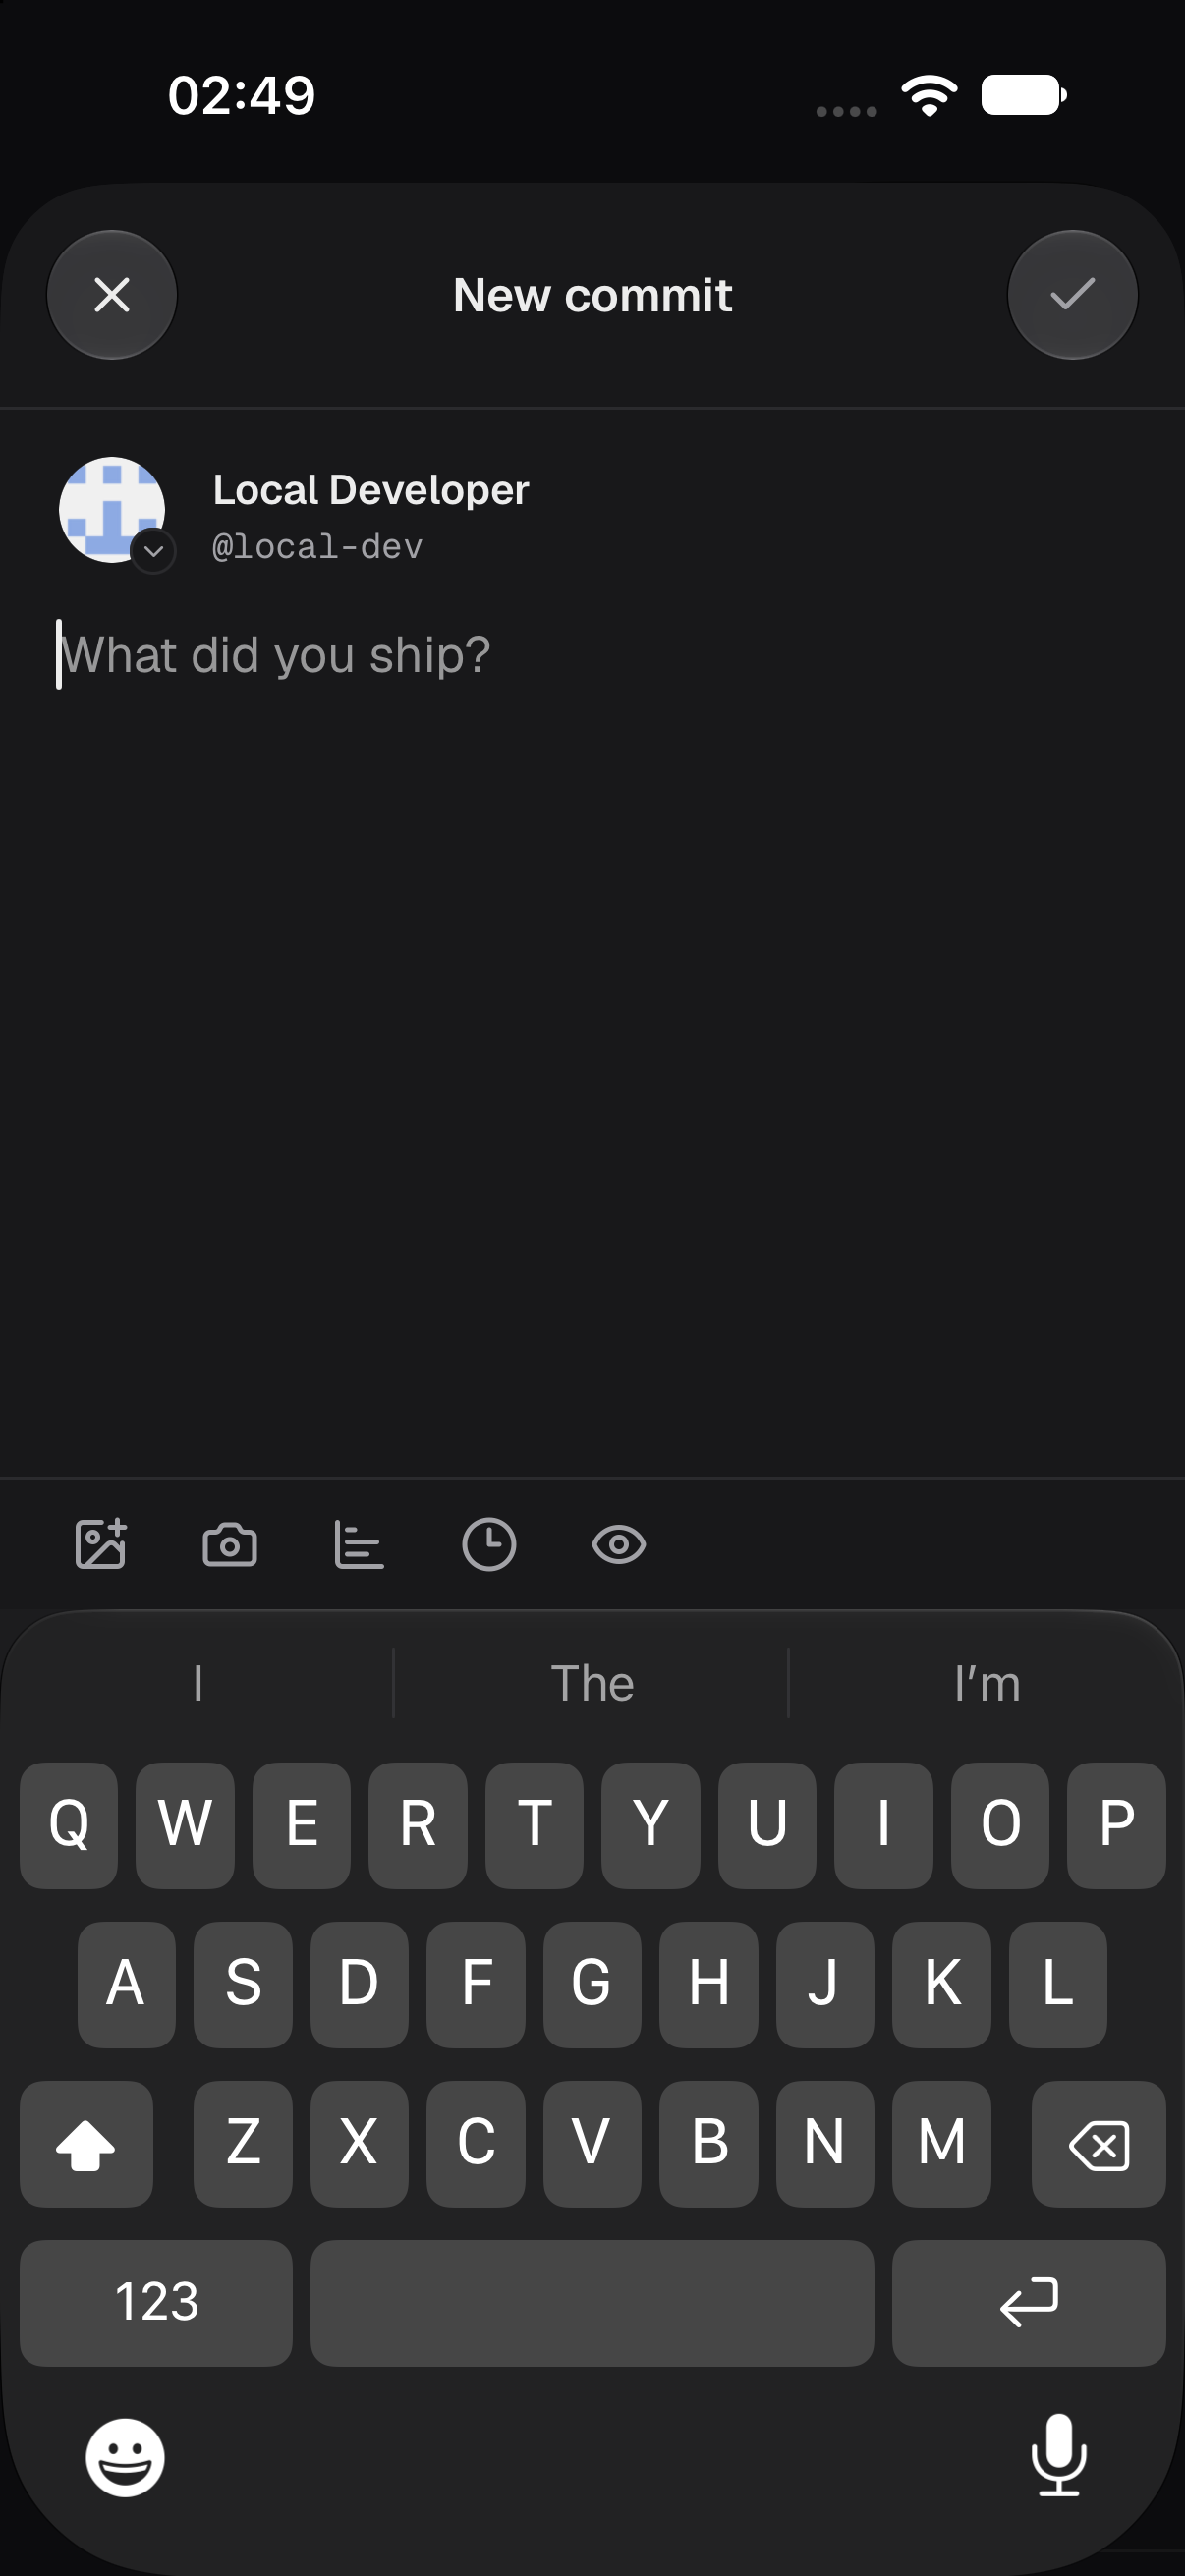 02:49
New commit
Local Developer
@local-dev
What did you ship?
I The I'm
Q W E R T Y U I O P
A S D F G H J K L
Z X C V B N M
123